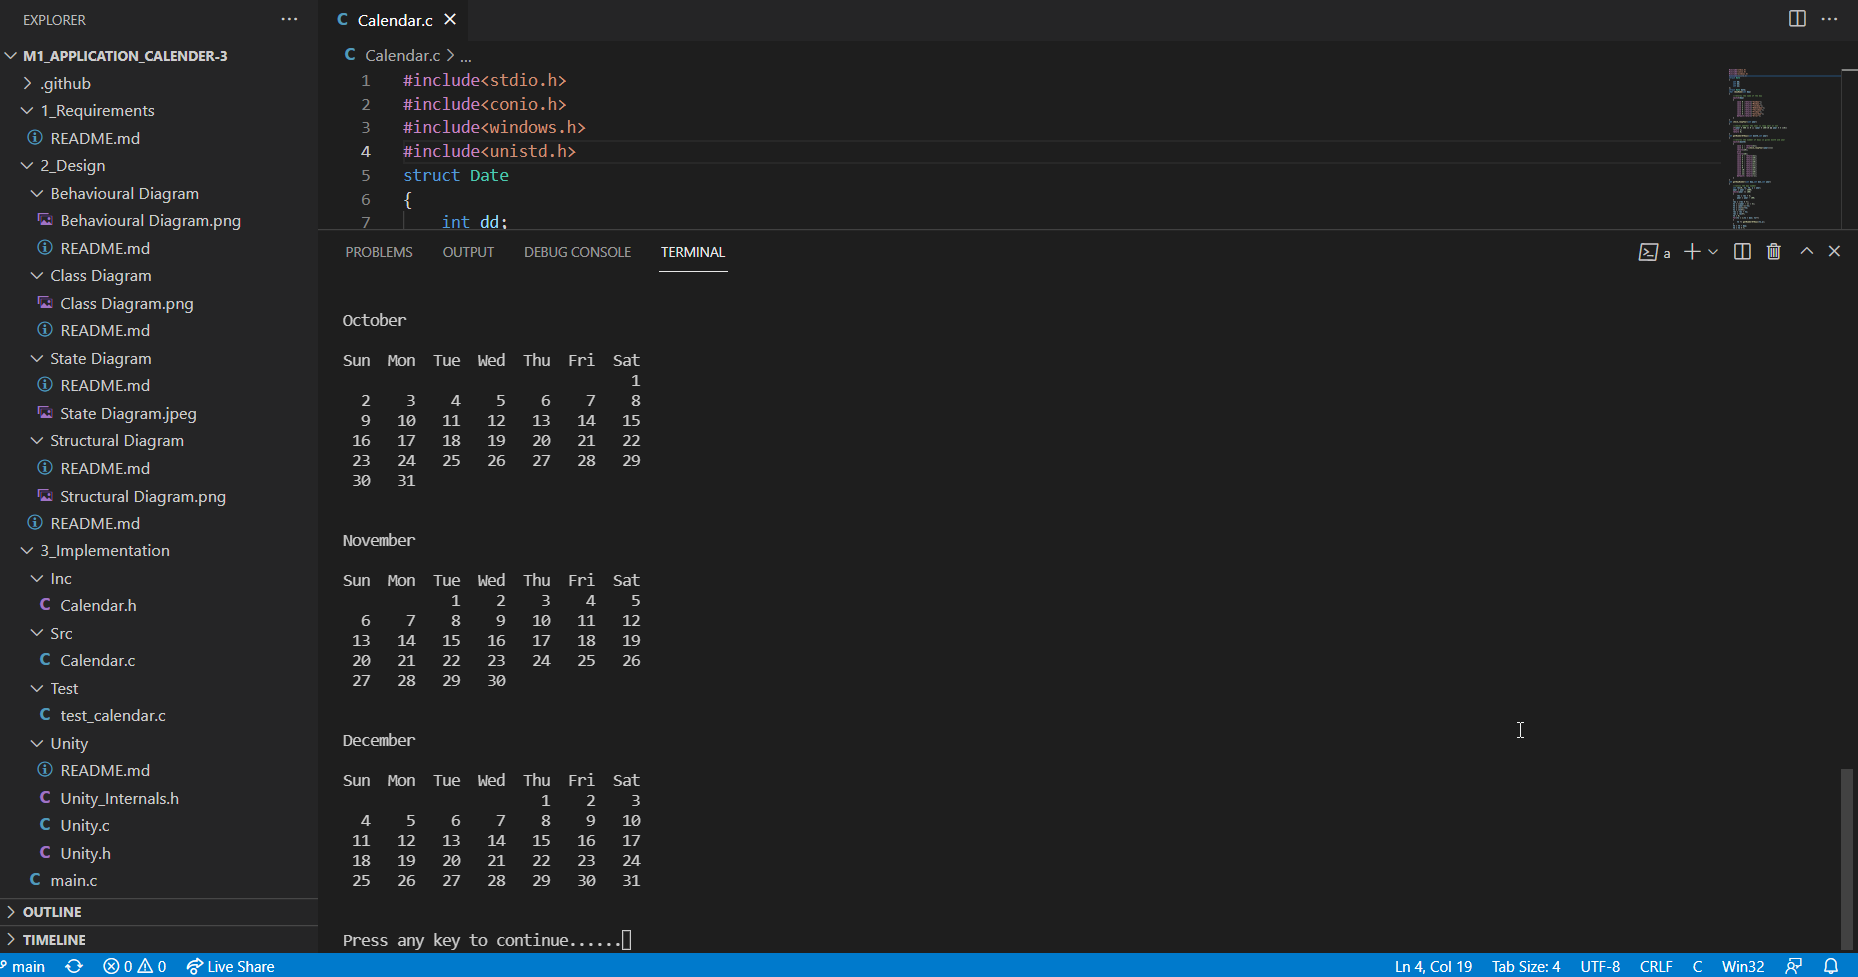 EXPLORER
M1_APPLICATION_CALENDER-3
.github
1_Requirements
README.md
2_Design
Behavioural Diagram
Behavioural Diagram.png
README.md
Class Diagram
Class Diagram.png
README.md
State Diagram
README.md
State Diagram.jpeg
Structural Diagram
README.md
Structural Diagram.png
README.md
3_Implementation
Inc
C Calendar.h
Src
C Calendar.c
Test
C test_calendar.c
Unity
README.md
C Unity_Internals.h
C Unity.c
C Unity.h
C main.c
OUTLINE
TIMELINE
C Calendar.c
C Calendar.c > ...
1 #include<stdio.h>
2 #include<conio.h>
3 #include<windows.h>
4 #include<unistd.h>
5 struct Date
6 {
7 int dd;
PROBLEMS OUTPUT DEBUG CONSOLE TERMINAL
a
October
Sun Mon Tue Wed Thu Fri Sat
1
2 3 4 5 6 7 8
9 10 11 12 13 14 15
16 17 18 19 20 21 22
23 24 25 26 27 28 29
30 31
November
Sun Mon Tue Wed Thu Fri Sat
1 2 3 4 5
6 7 8 9 10 11 12
13 14 15 16 17 18 19
20 21 22 23 24 25 26
27 28 29 30
December
Sun Mon Tue Wed Thu Fri Sat
1 2 3
4 5 6 7 8 9 10
11 12 13 14 15 16 17
18 19 20 21 22 23 24
25 26 27 28 29 30 31
Press any key to continue......
main 0 0 Live Share Ln 4, Col 19 Tab Size: 4 UTF-8 CRLF C Win32